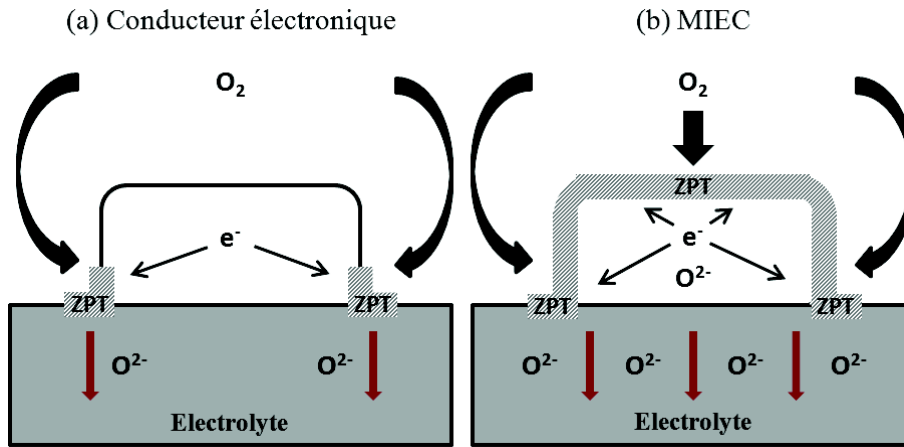 (a) Conducteur électronique
O₂
e⁻
ZPT ZPT
O²⁻ O²⁻
Electrolyte
(b) MIEC
O₂
ZPT
e⁻
O²⁻
ZPT ZPT
O²⁻ O²⁻ O²⁻ O²⁻
Electrolyte